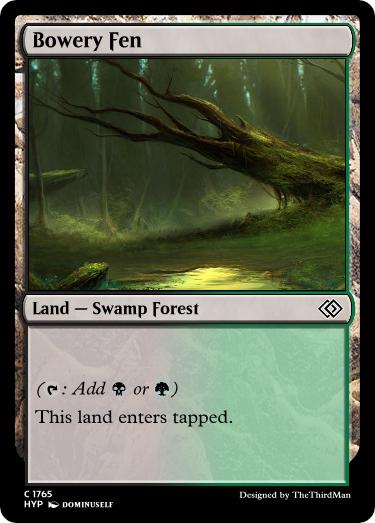 Bowery Fen
Land — Swamp Forest
(: Add or )
This land enters tapped.
C 1765
HYP DOMINUSELF
Designed by TheThirdMan